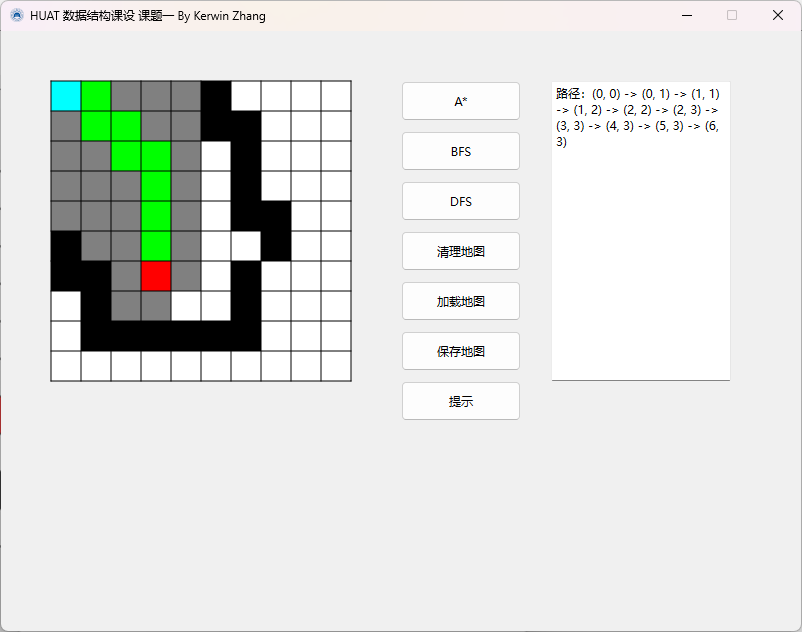 HUAT 数据结构课设 课题一 By Kerwin Zhang
A*
BFS
DFS
清理地图
加载地图
保存地图
提示
路径：(0, 0) -> (0, 1) -> (1, 1)
-> (1, 2) -> (2, 2) -> (2, 3) ->
(3, 3) -> (4, 3) -> (5, 3) -> (6,
3)